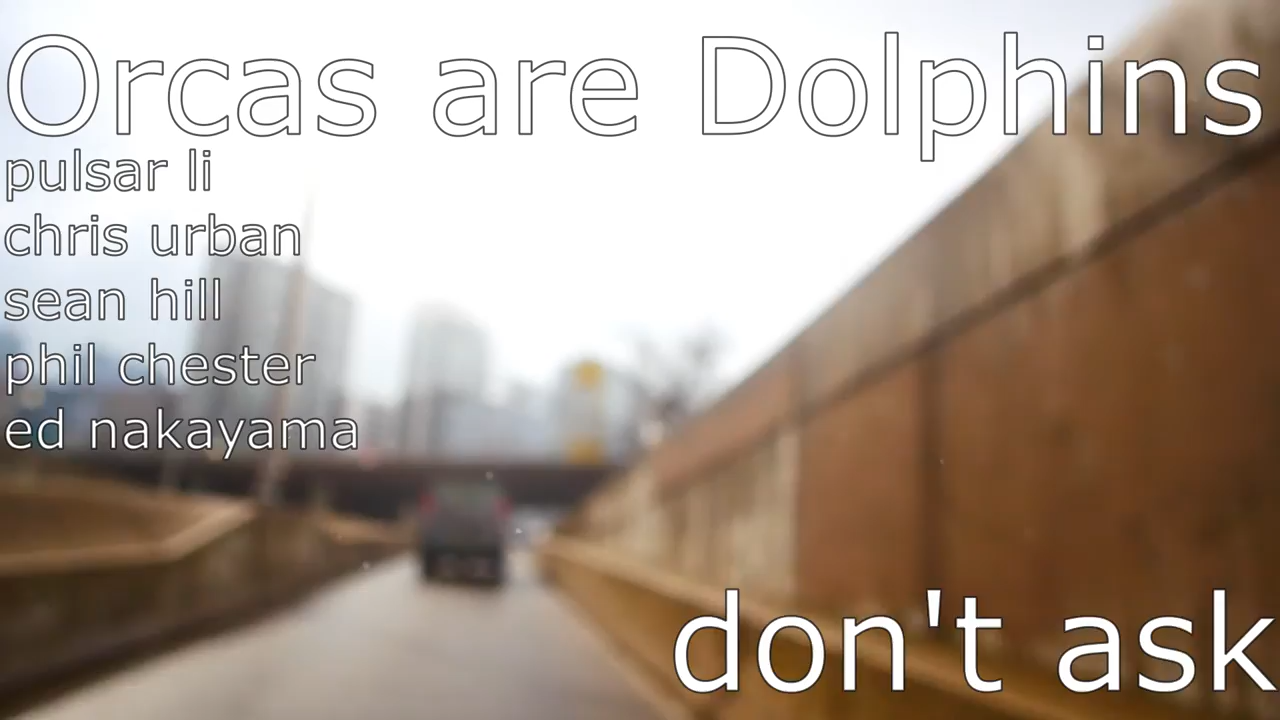 Orcas are Dolphins
pulsar li
chris urban
sean hill
phil chester
ed nakayama
don't ask